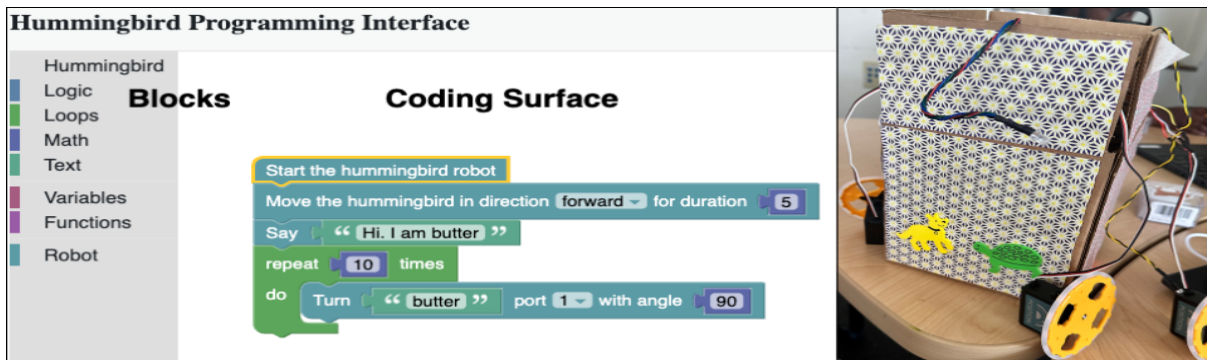 Hummingbird Programming Interface
Hummingbird
Logic
Loops
Math
Text
Variables
Functions
Robot
Blocks
Coding Surface
Start the hummingbird robot
Move the hummingbird in direction forward for duration 5
Say “ Hi. I am butter ”
repeat 10 times
do Turn “ butter ” port 1 with angle 90